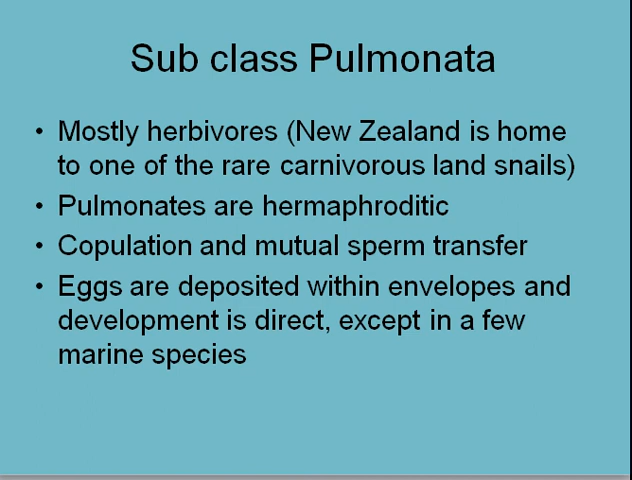 Sub class Pulmonata
• Mostly herbivores (New Zealand is home
to one of the rare carnivorous land snails)
• Pulmonates are hermaphroditic
• Copulation and mutual sperm transfer
• Eggs are deposited within envelopes and
development is direct, except in a few
marine species